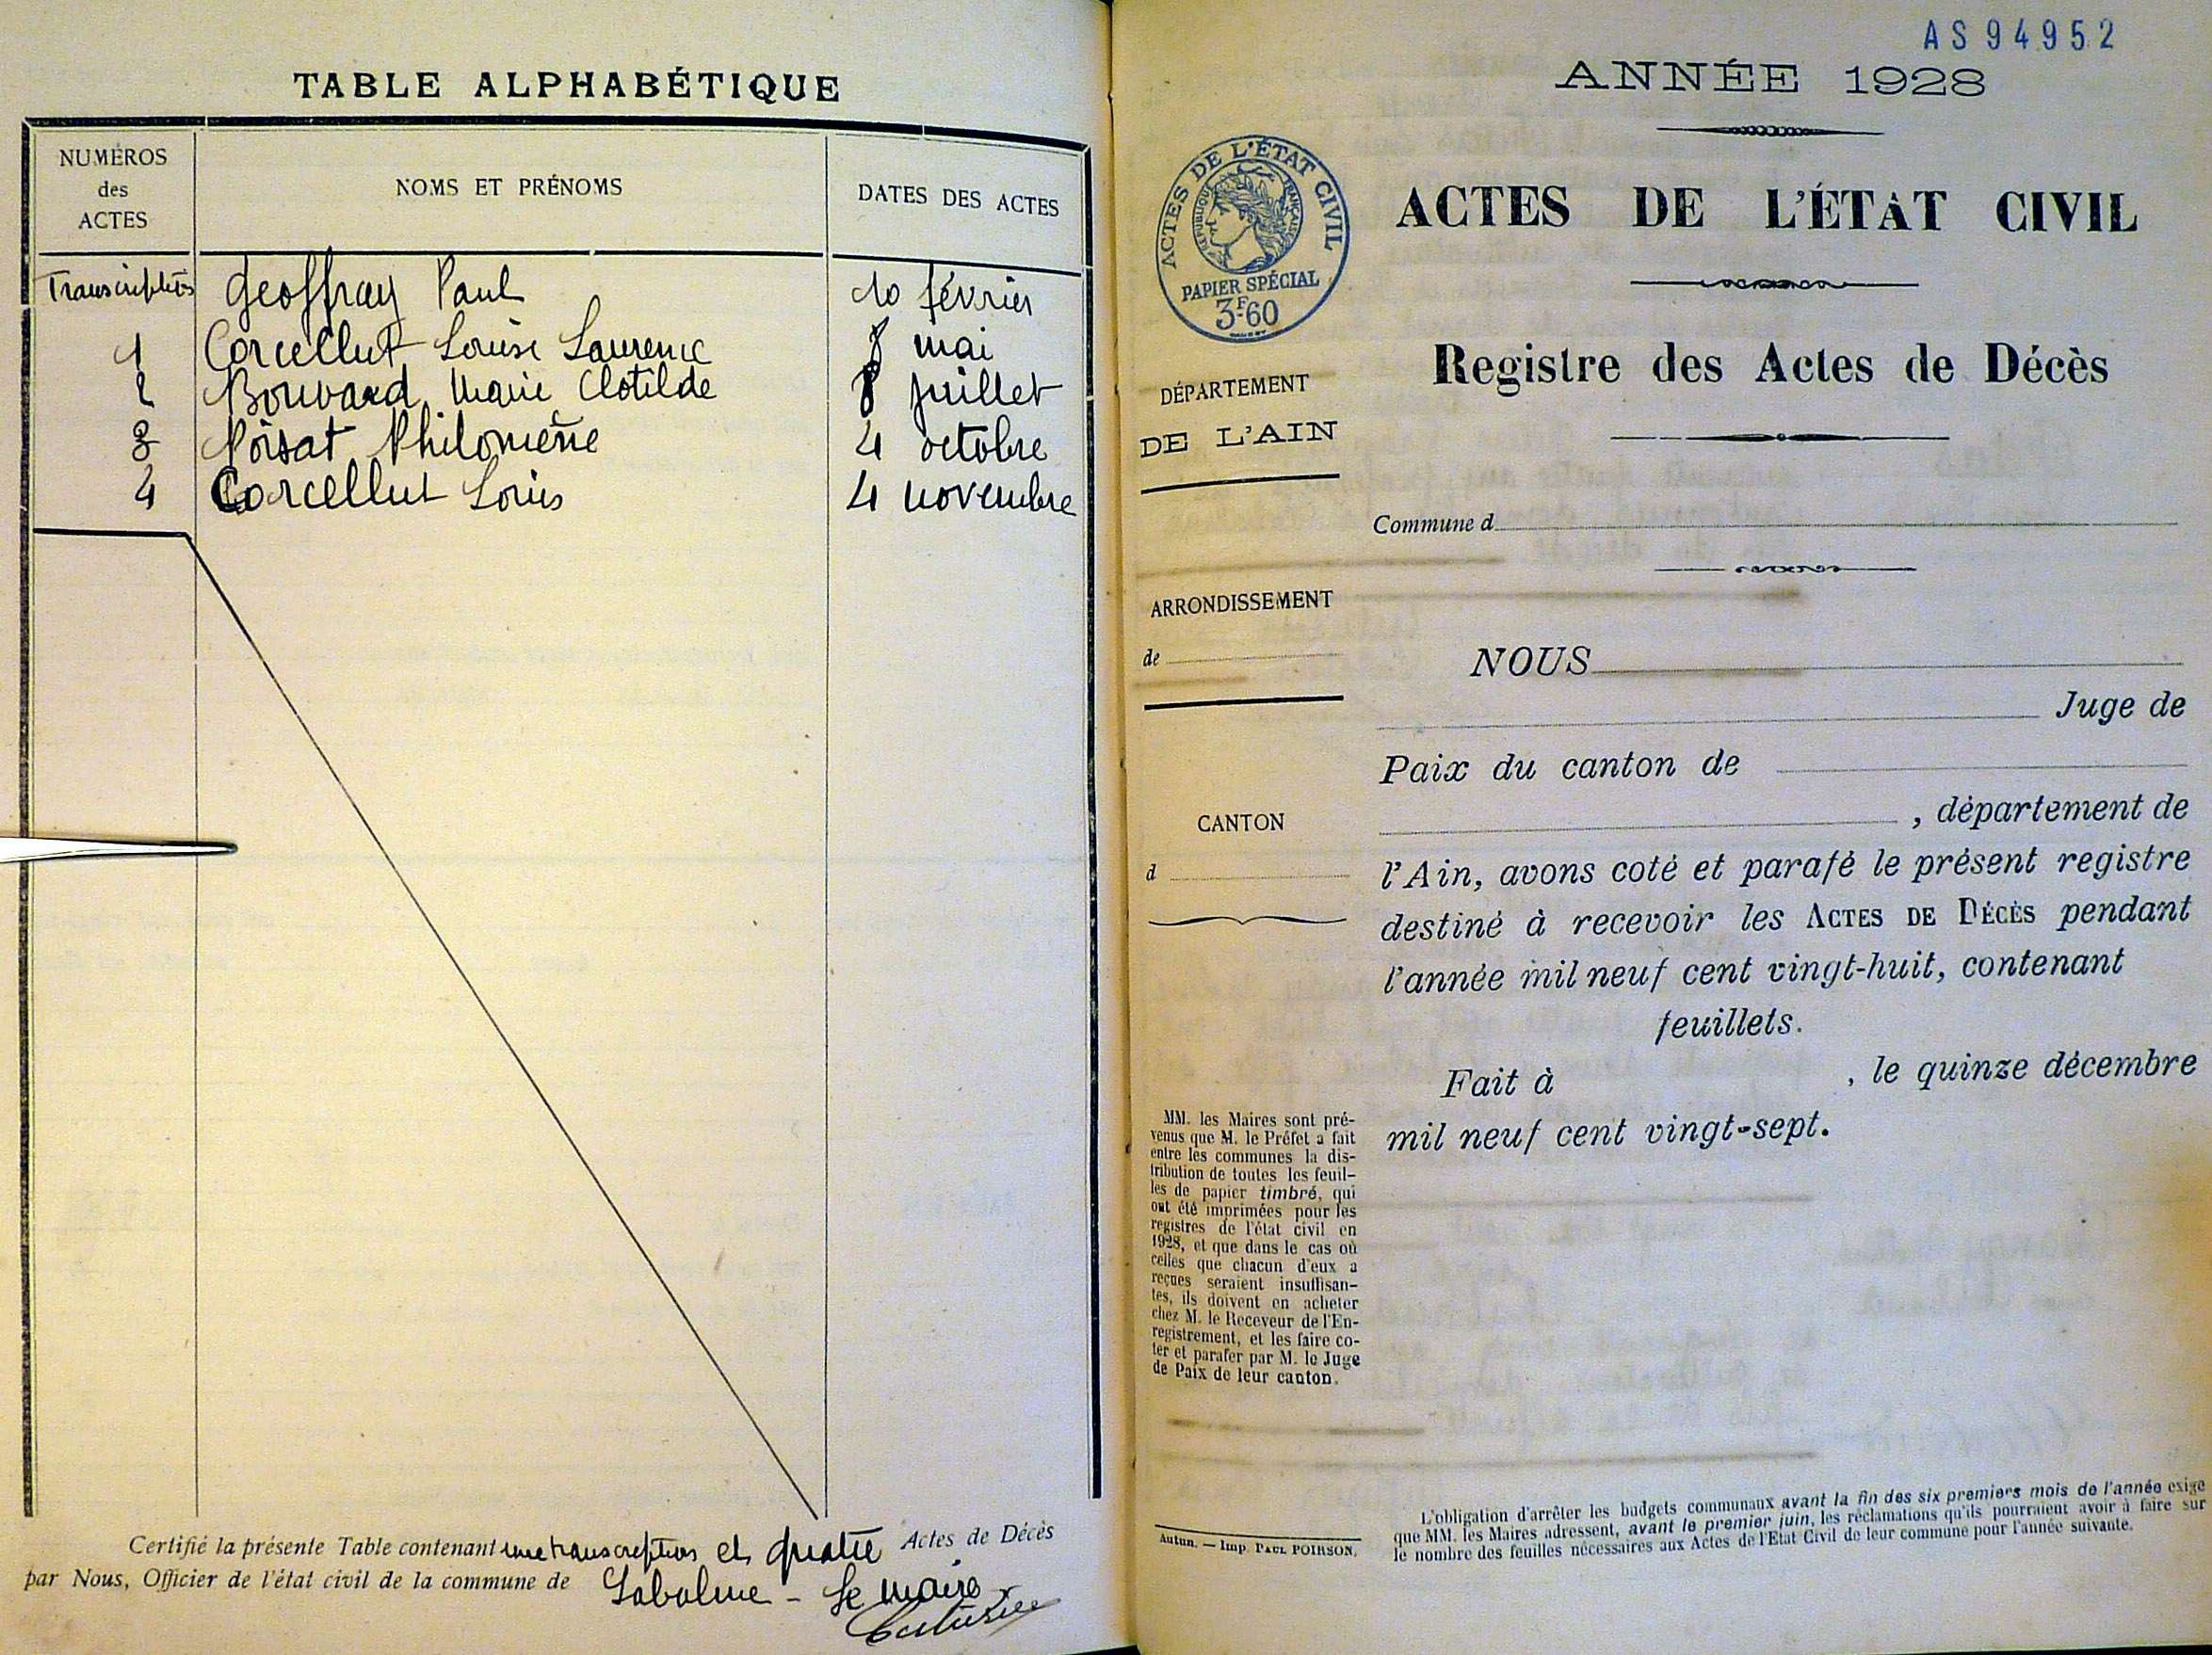 TABLE ALPHABÉTIQUE
NUMÉROS
des
ACTES
NOMS ET PRÉNOMS
DATES DES ACTES
Transcription Geoffray Paul 10 février
1 Corcellut Louise Laurence 8 mai
2 Bouvard Marie Clotilde 8 juillet
3 Poisat Philomène 4 octobre
4 Corcellut Louis 4 novembre
Certifié la présente Table contenant une transcription et quatre Actes de Décès
par Nous, Officier de l'état civil de la commune de Labalme - Le maire
AS94952
ANNÉE 1928
ACTES DE L'ÉTAT CIVIL
RÉPUBLIQUE FRANÇAISE
PAPIER SPÉCIAL
3F.60
ACTES DE L'ÉTAT CIVIL
Registre des Actes de Décès
DÉPARTEMENT
DE L'AIN
Commune d
ARRONDISSEMENT
de
NOUS
Juge de
Paix du canton de
, département de
CANTON
d
l'Ain, avons coté et parafé le présent registre
destiné à recevoir les ACTES DE DÉCÈS pendant
l'année mil neuf cent vingt-huit, contenant
feuillets.
Fait à , le quinze décembre
mil neuf cent vingt-sept.
MM. les Maires sont pré-
venus que M. le Préfet a fait
entre les communes la dis-
tribution de toutes les feuil-
les de papier timbré, qui
ont été imprimées pour les
registres de l'état civil en
1928, et que dans le cas où
celles que chacun d'eux a
reçues seraient insuffisan-
tes, ils doivent en acheter
chez M. le Receveur de l'En-
registrement, et les faire co-
ter et parafer par M. le Juge
de Paix de leur canton.
Autun. — Imp. PAUL POIRSON.
L'obligation d'arrêter les budgets communaux avant la fin des six premiers mois de l'année exige
que MM. les Maires adressent, avant le premier juin, les réclamations qu'ils pourraient avoir à faire sur
le nombre des feuilles nécessaires aux Actes de l'Etat Civil de leur commune pour l'année suivante.